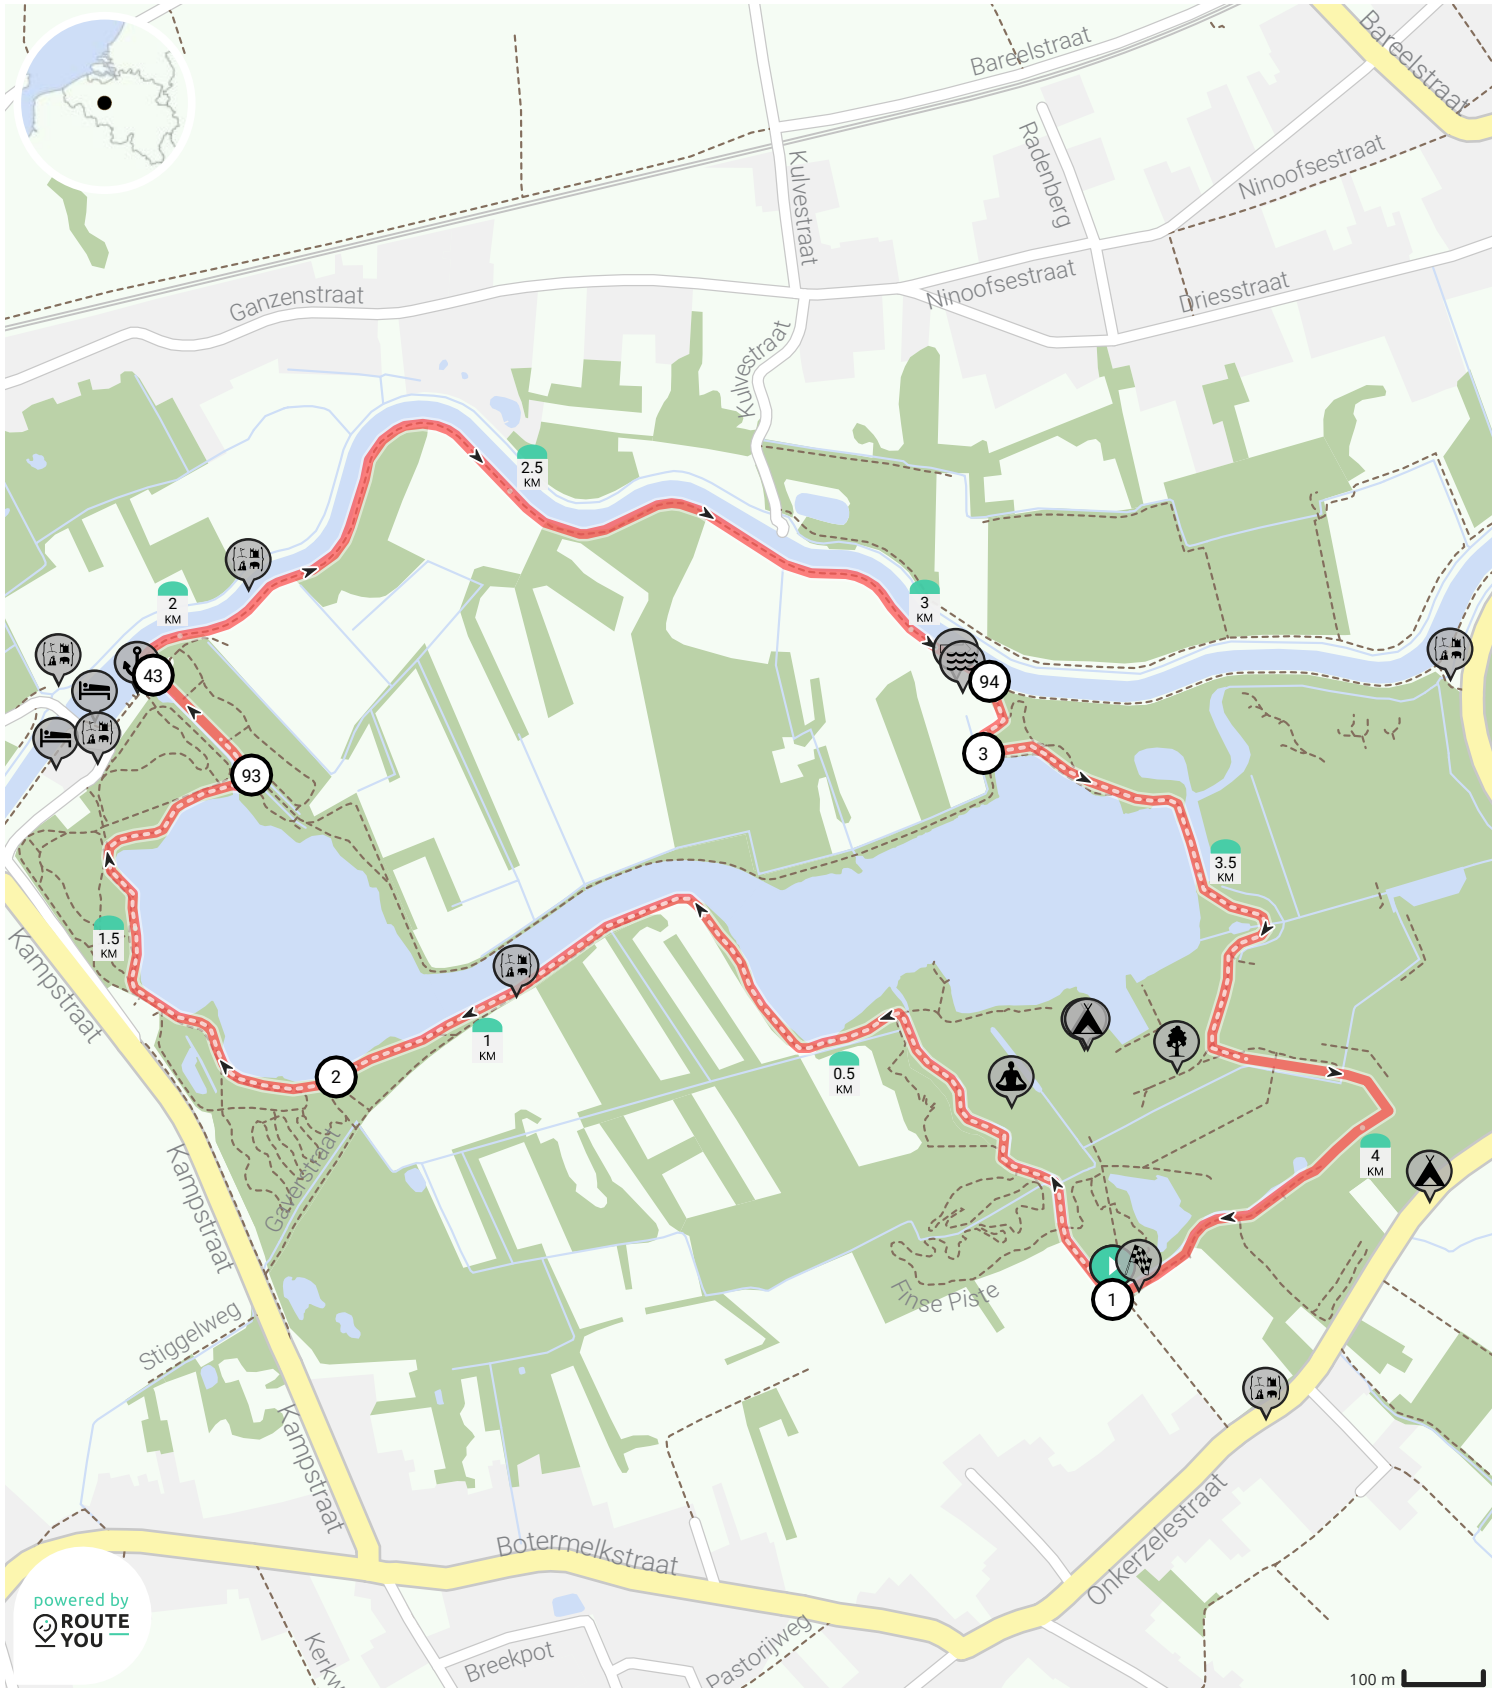 Bareelstraat
Bareelstraat
Kulvestraat
Radenberg
Ninoofsestraat
Ganzenstraat
Ninoofsestraat
Driesstraat
Kulvestraat
2.5
KM
2
KM
3
KM
43
94
93
3
3.5
KM
1.5
KM
Kampstraat
1
KM
2
0.5
KM
Gaverstraat
Kampstraat
4
KM
Finse Piste
1
Stiggelweg
Kampstraat
Botermelkstraat
Onkerzelestraat
powered by
ROUTE
YOU
Kerkw
Breekpot
Pastorijweg
100 m